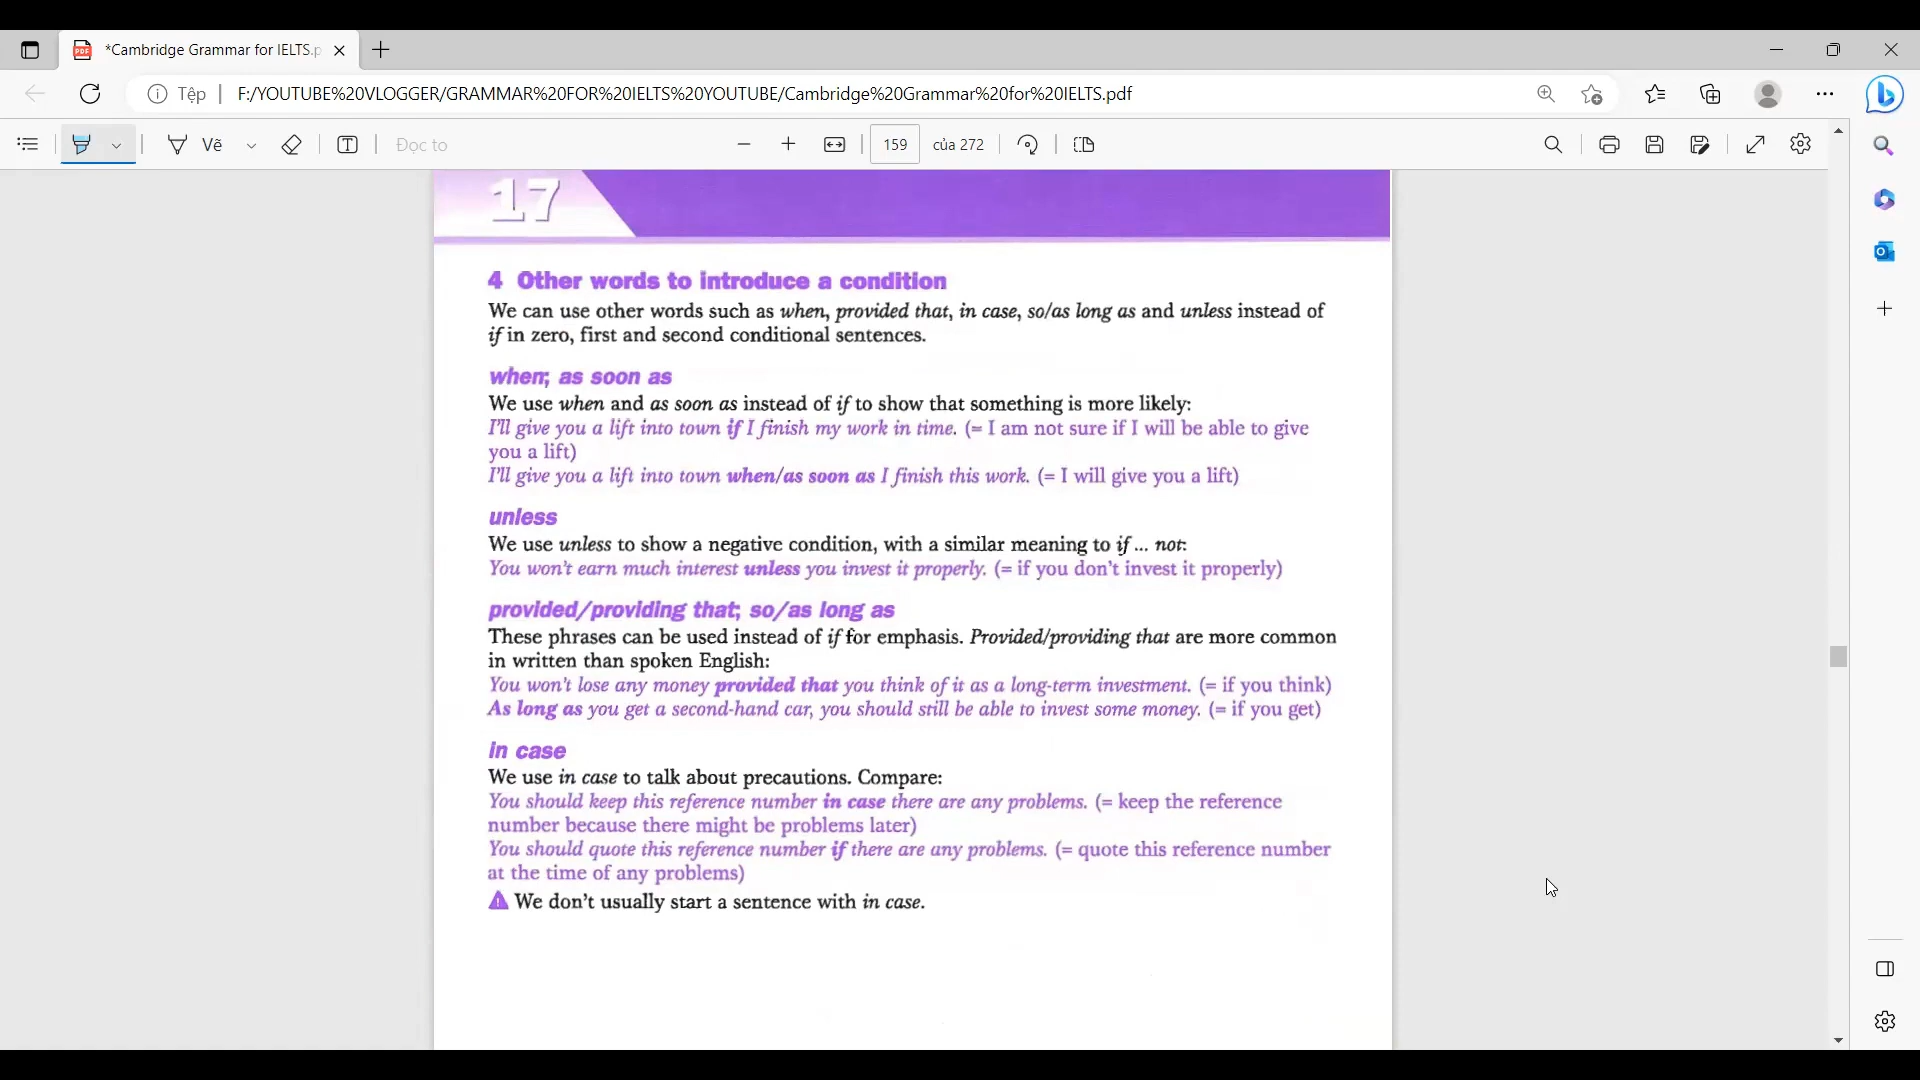 *Cambridge Grammar for IELTS.p
Tệp
F:/YOUTUBE%20VLOGGER/GRAMMAR%20FOR%20IELTS%20YOUTUBE/Cambridge%20Grammar%20for%20IELTS.pdf
Vẽ
Đọc to
159
của 272
17
4 Other words to introduce a condition
We can use other words such as when, provided that, in case, so/as long as and unless instead of
if in zero, first and second conditional sentences.
when; as soon as
We use when and as soon as instead of if to show that something is more likely:
I'll give you a lift into town if I finish my work in time. (= I am not sure if I will be able to give
you a lift)
I'll give you a lift into town when/as soon as I finish this work. (= I will give you a lift)
unless
We use unless to show a negative condition, with a similar meaning to if ... not:
You won't earn much interest unless you invest it properly. (= if you don't invest it properly)
provided/providing that; so/as long as
These phrases can be used instead of if for emphasis. Provided/providing that are more common
in written than spoken English:
You won't lose any money provided that you think of it as a long-term investment. (= if you think)
As long as you get a second-hand car, you should still be able to invest some money. (= if you get)
in case
We use in case to talk about precautions. Compare:
You should keep this reference number in case there are any problems. (= keep the reference
number because there might be problems later)
You should quote this reference number if there are any problems. (= quote this reference number
at the time of any problems)
We don't usually start a sentence with in case.